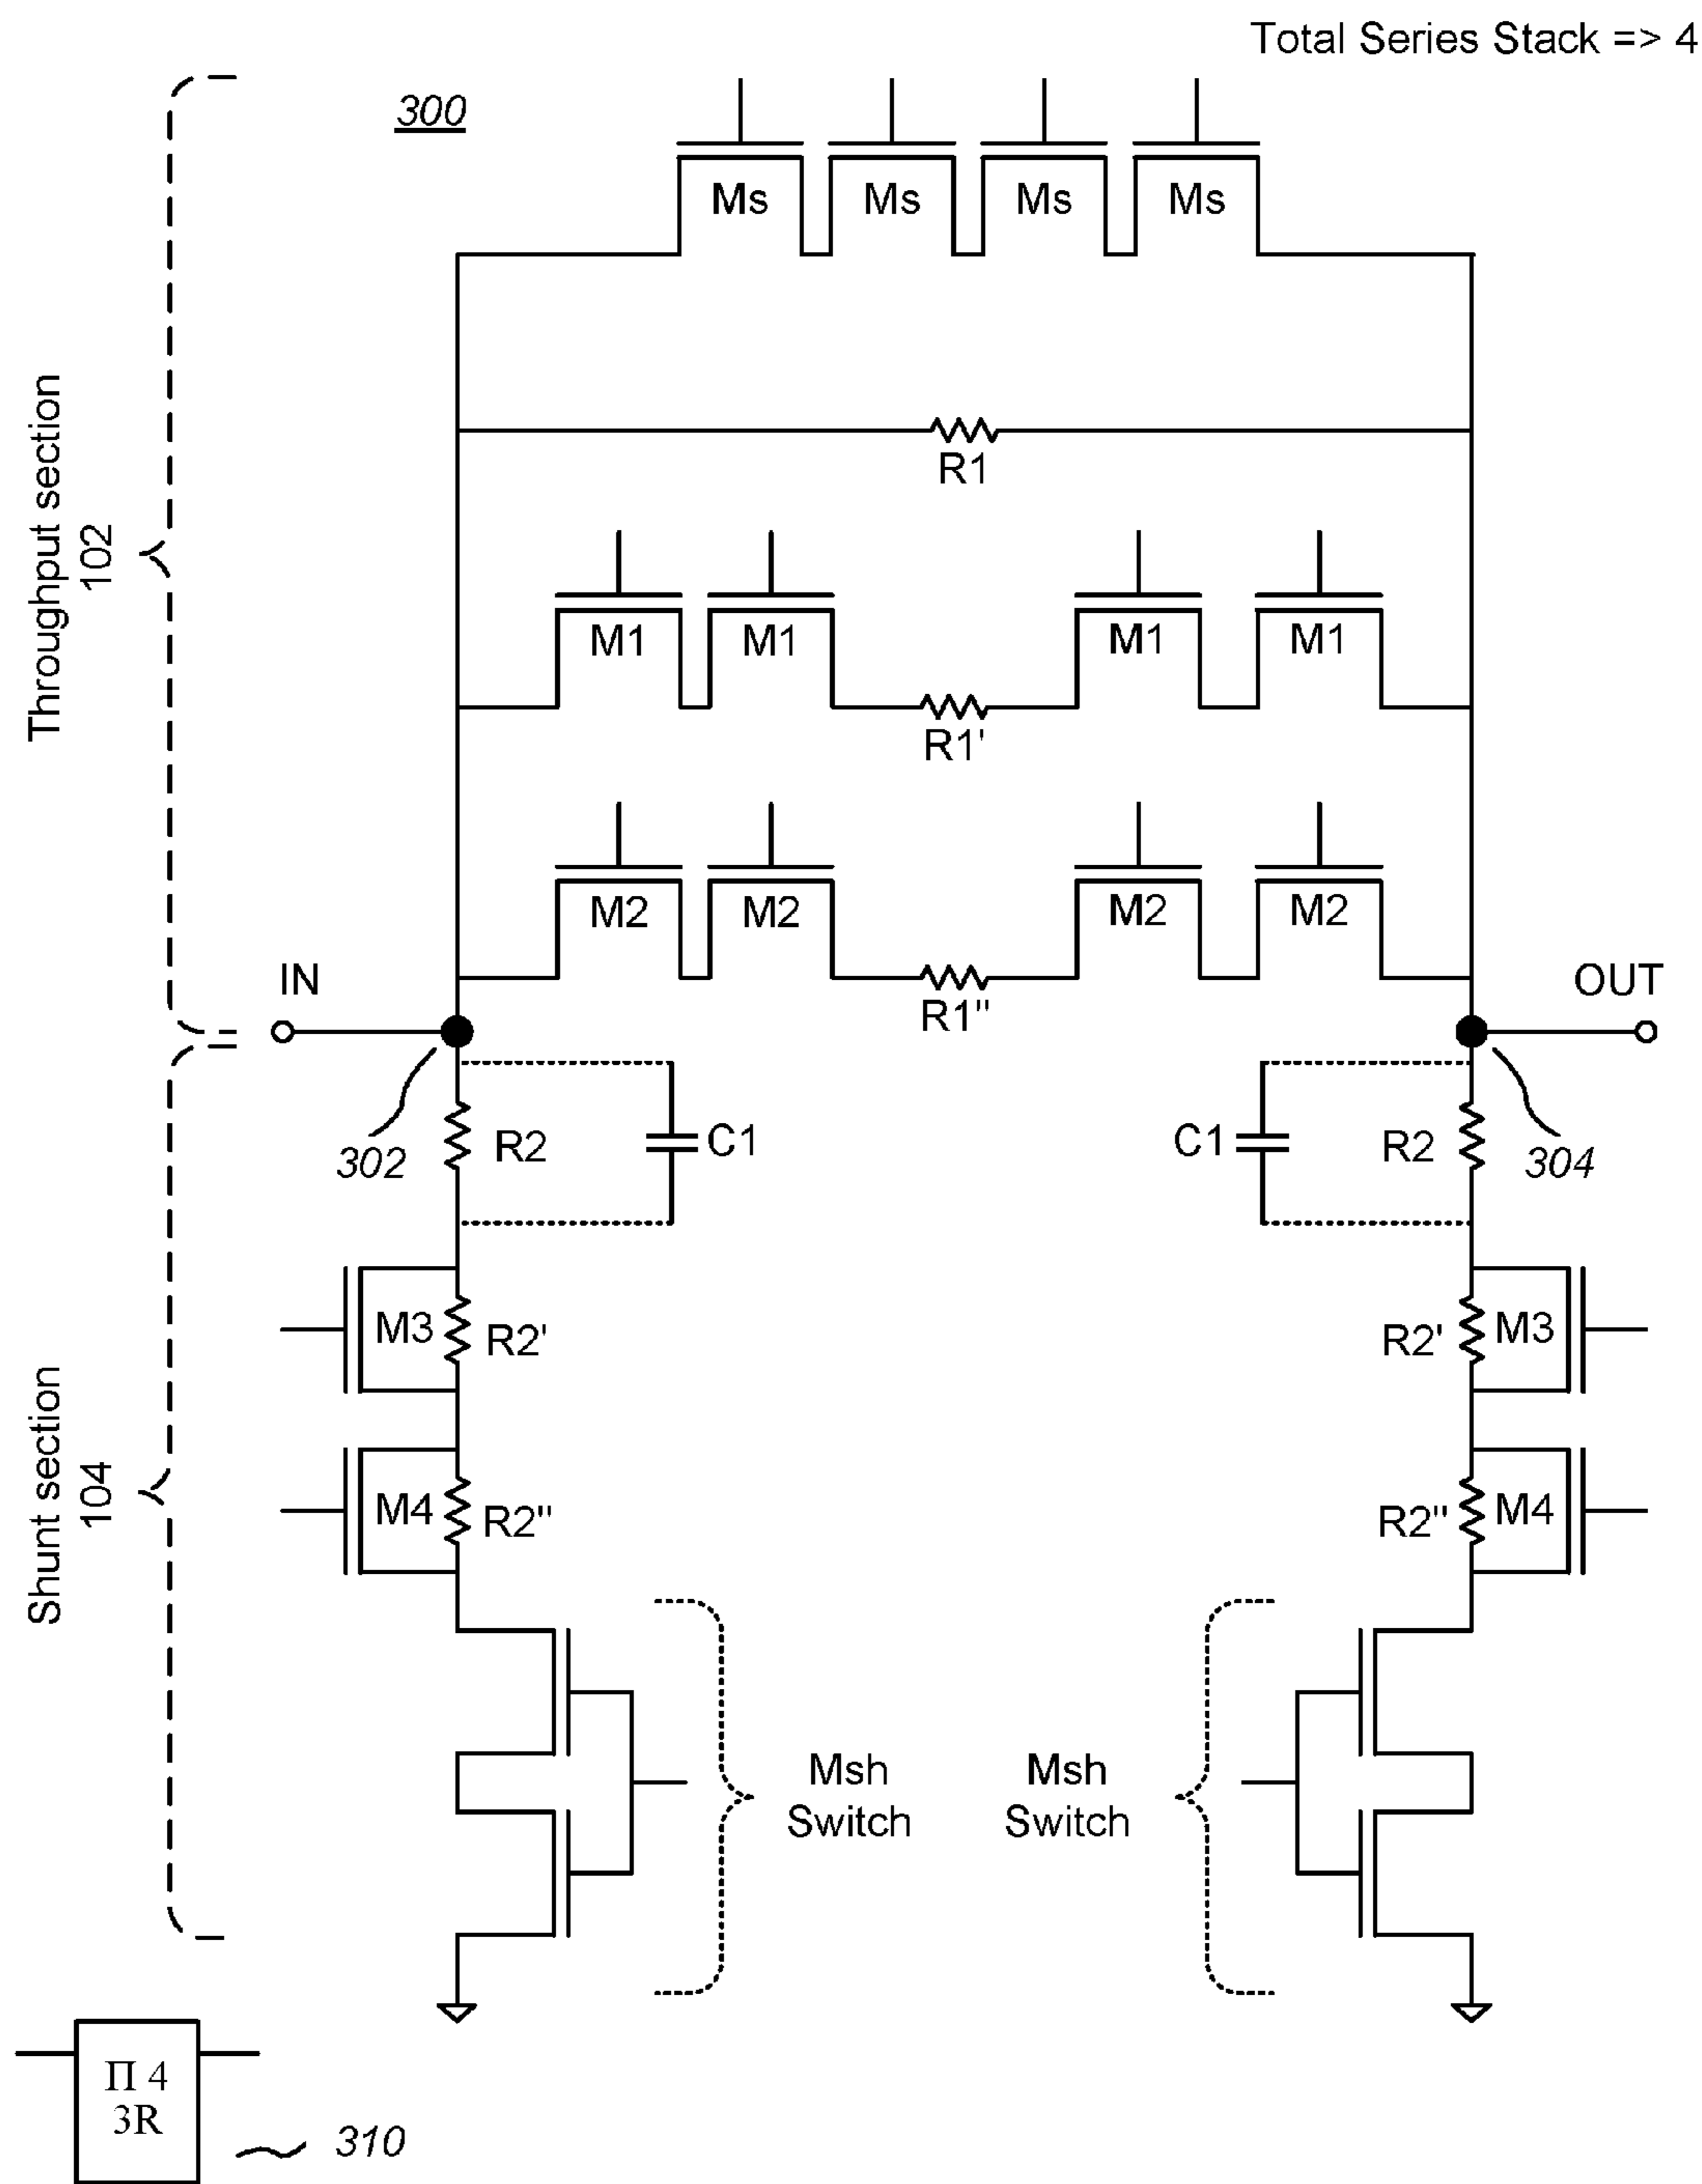 Total Series Stack => 4
300
Ms Ms Ms Ms
R1
Throughput section
102
M1 M1 M1 M1
R1'
M2 M2 M2 M2
R1"
IN
OUT
302
R2
C1
C1
R2
304
Shunt section
104
M3
R2'
R2'
M3
M4
R2"
R2"
M4
Msh
Switch
Msh
Switch
Π 4
3R
310